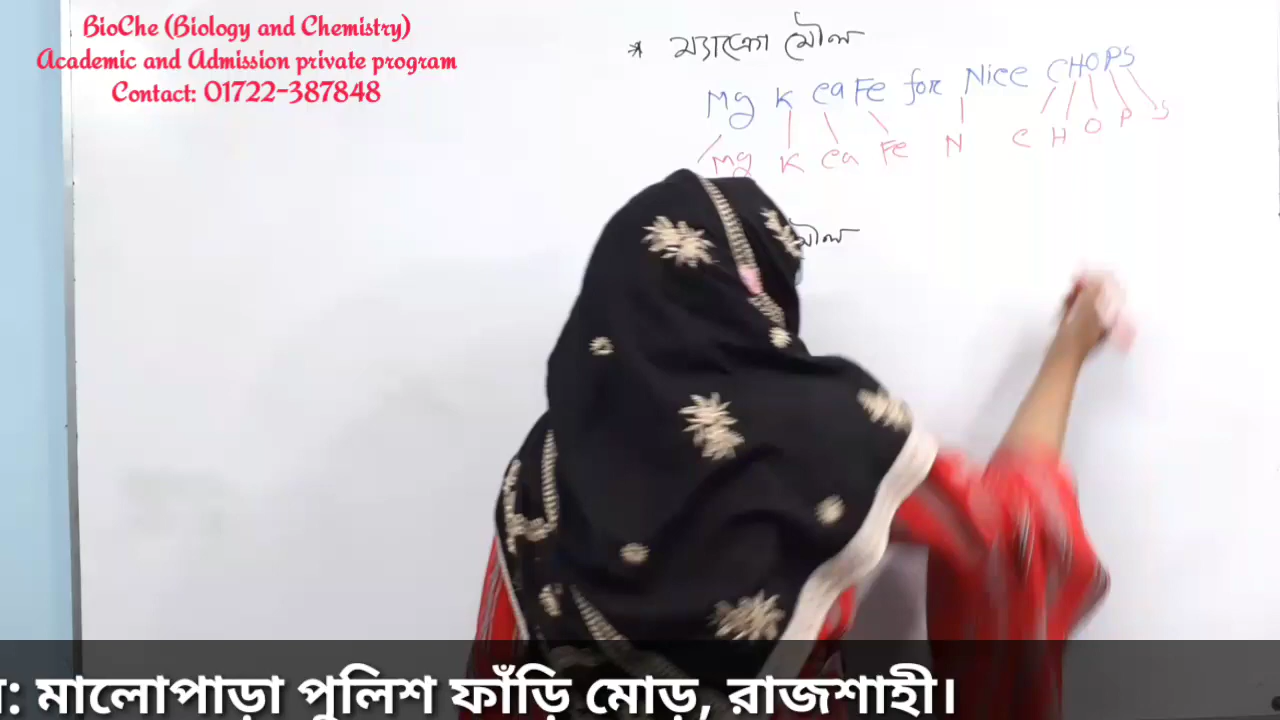 BioChe (Biology and Chemistry)
Academic and Admission private program
Contact: 01722-387848
* ম্যাক্রো মৌল
Mg K Ca Fe for Nice CHOPS
Mg K Ca Fe N C H O P S
মৌল
: মালোপাড়া পুলিশ ফাঁড়ি মোড়, রাজশাহী।